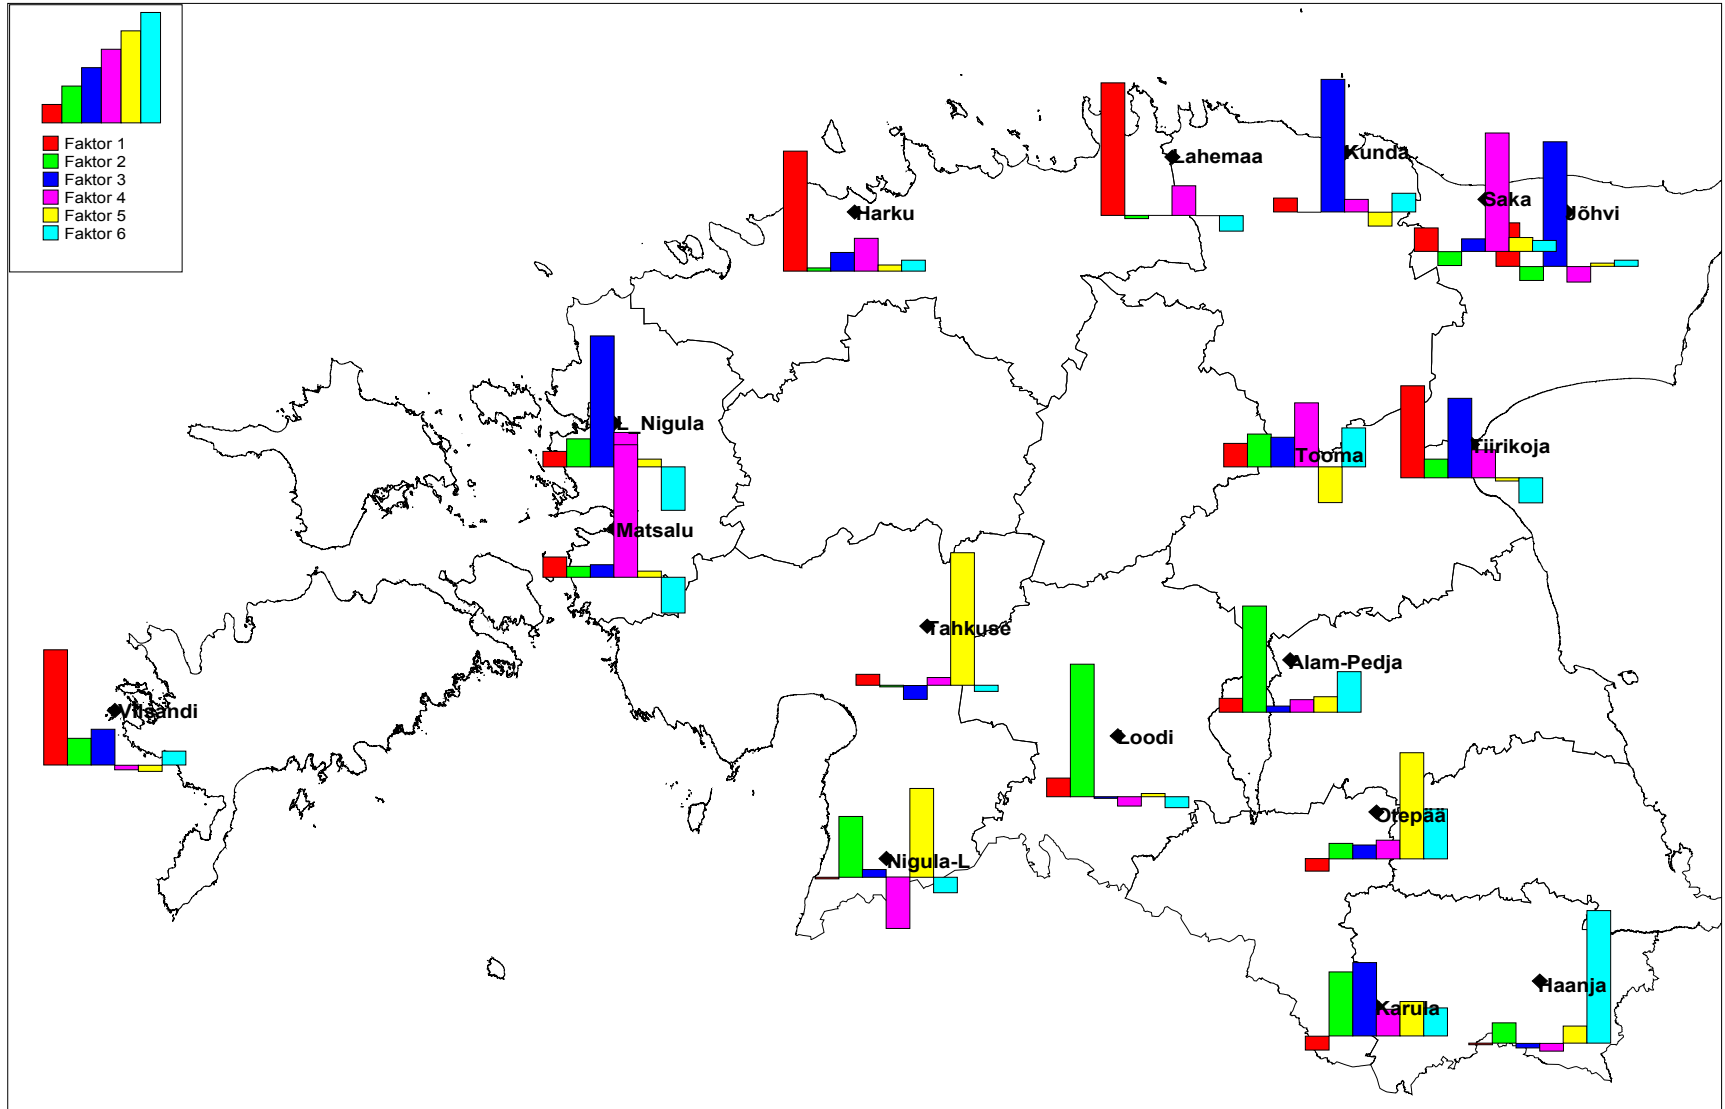 Faktor 1
Faktor 2
Faktor 3
Faktor 4
Faktor 5
Faktor 6
Lahemaa
Kunda
Saka
Jõhvi
Harku
L_Nigula
Tooma
Tiirikoja
Matsalu
Tahkuse
Alam-Pedja
Vilsandi
Loodi
Otepää
Nigula-L
Haanja
Karula